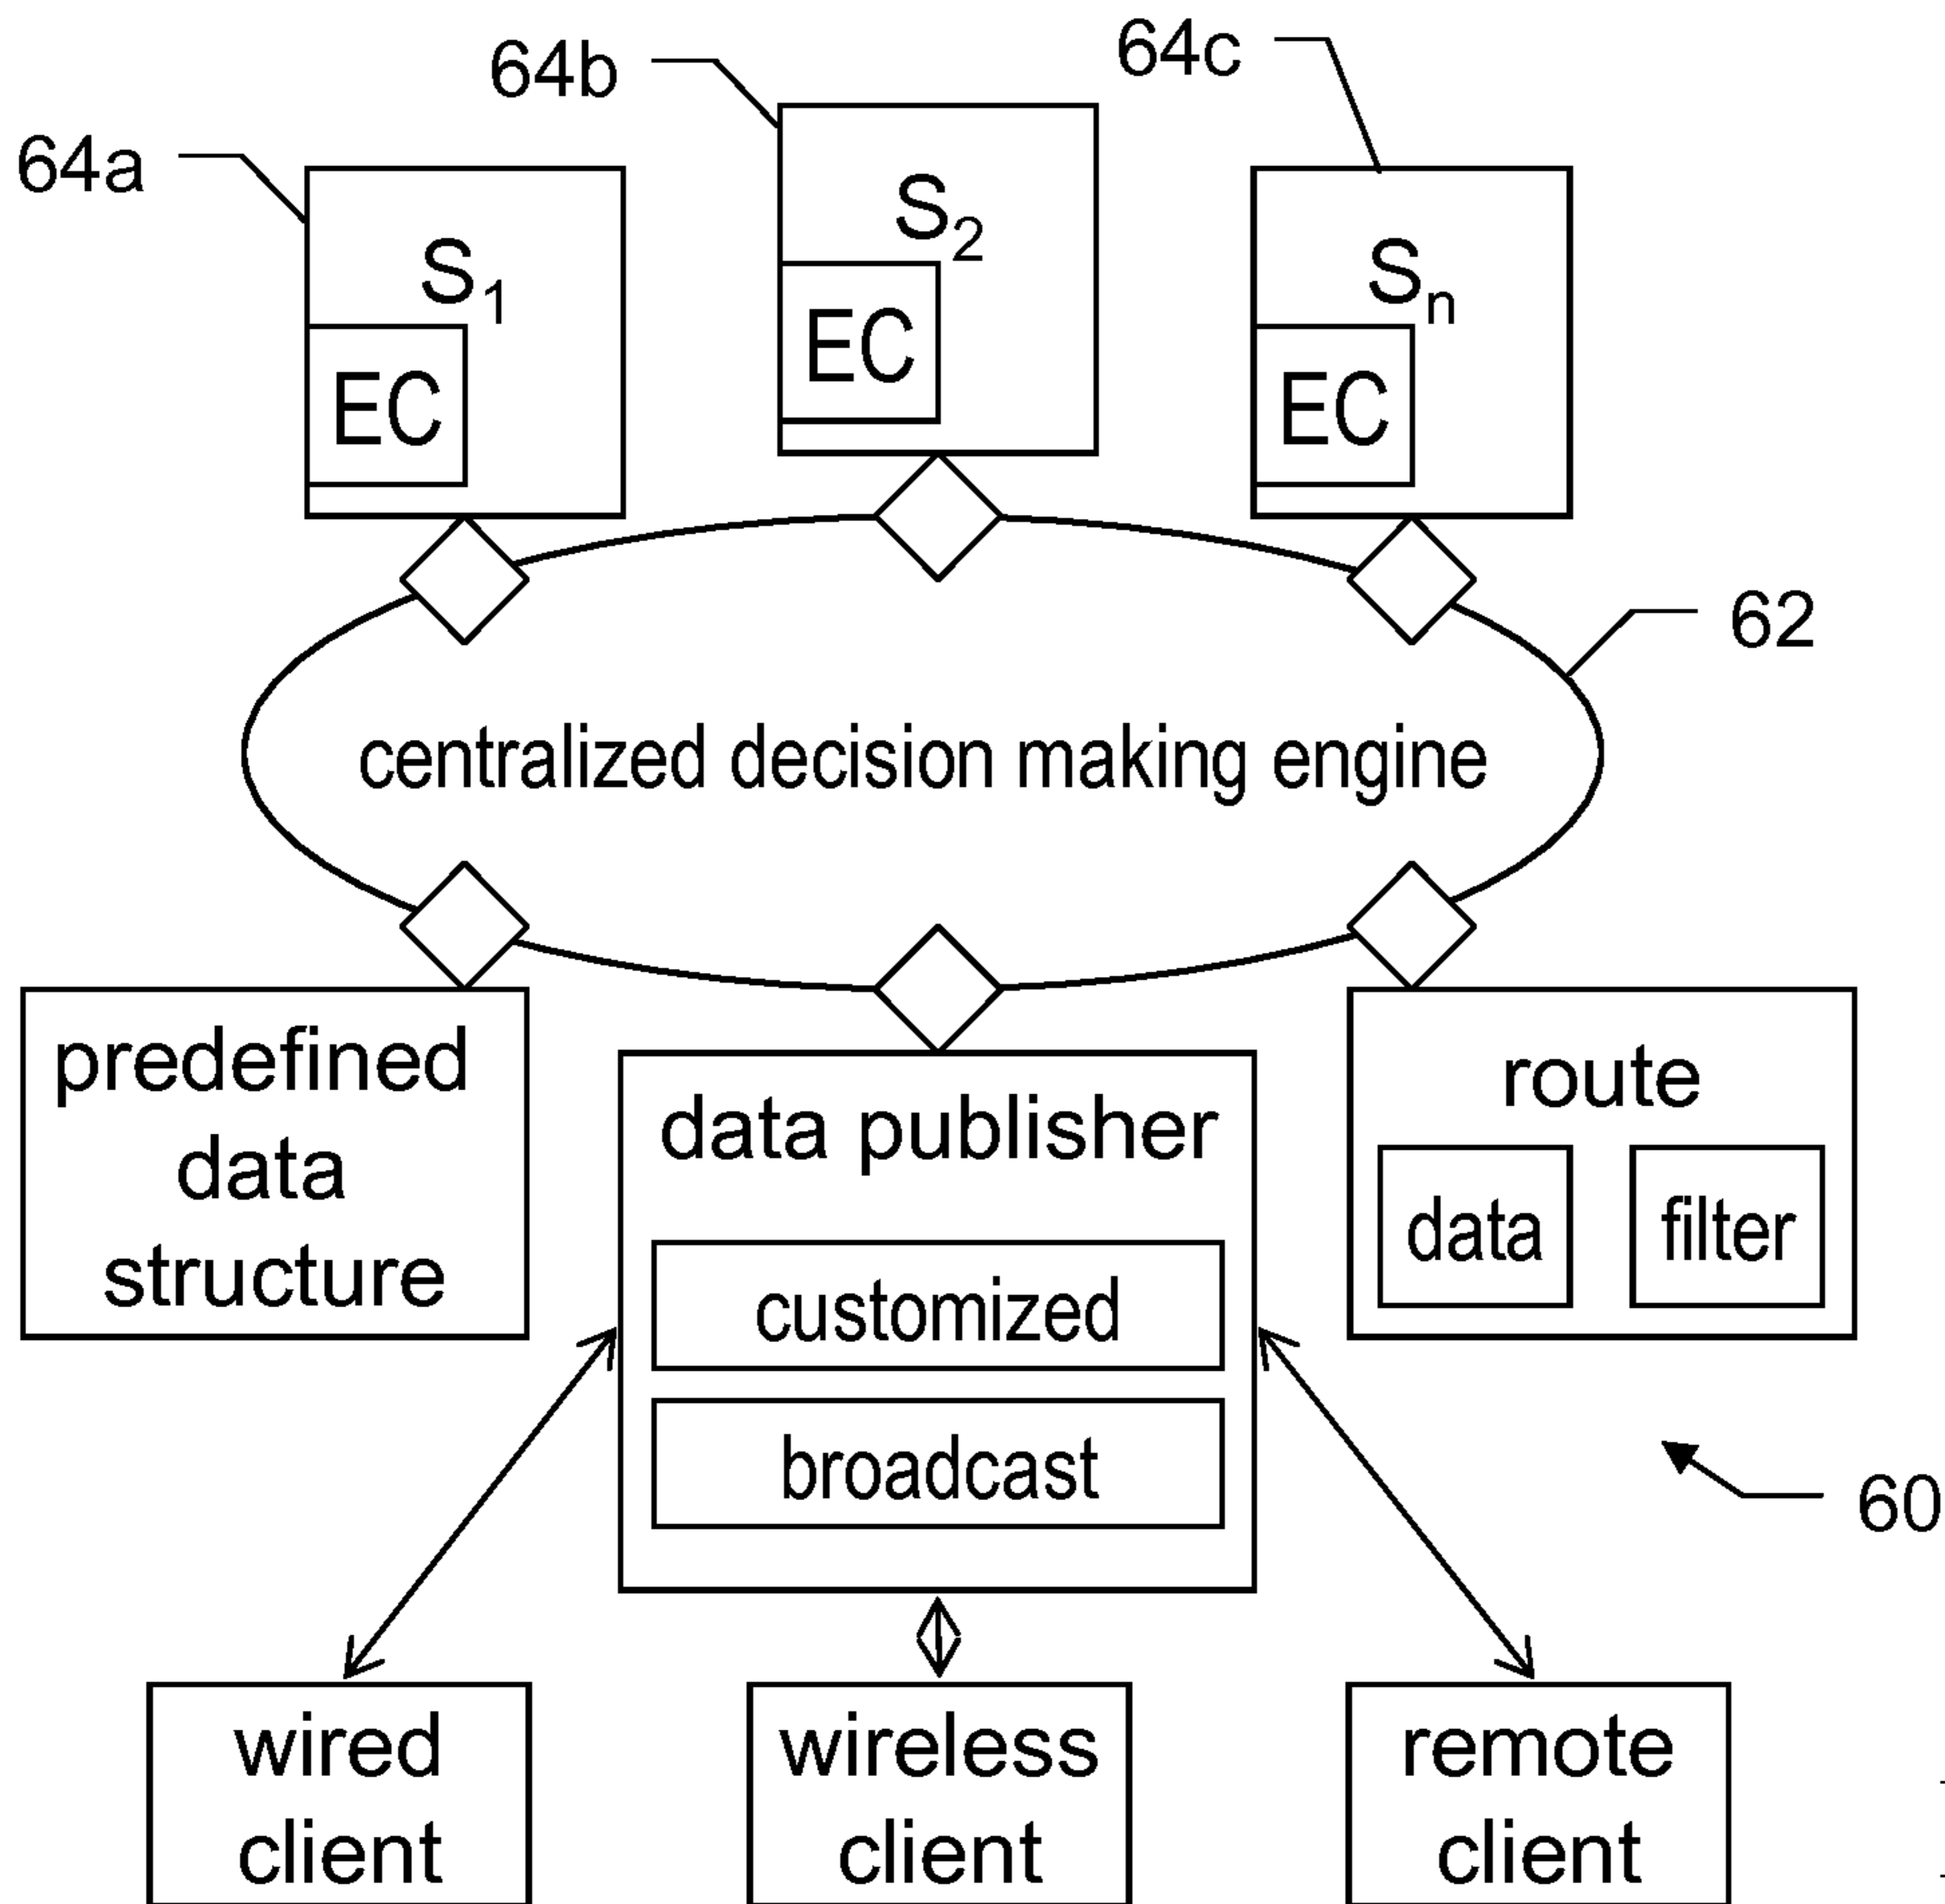 64b
64c
64a
S₁
S₂
Sₙ
EC
EC
EC
62
centralized decision making engine
predefined
data
structure
data publisher
customized
broadcast
route
data
filter
60
wired
client
wireless
client
remote
client